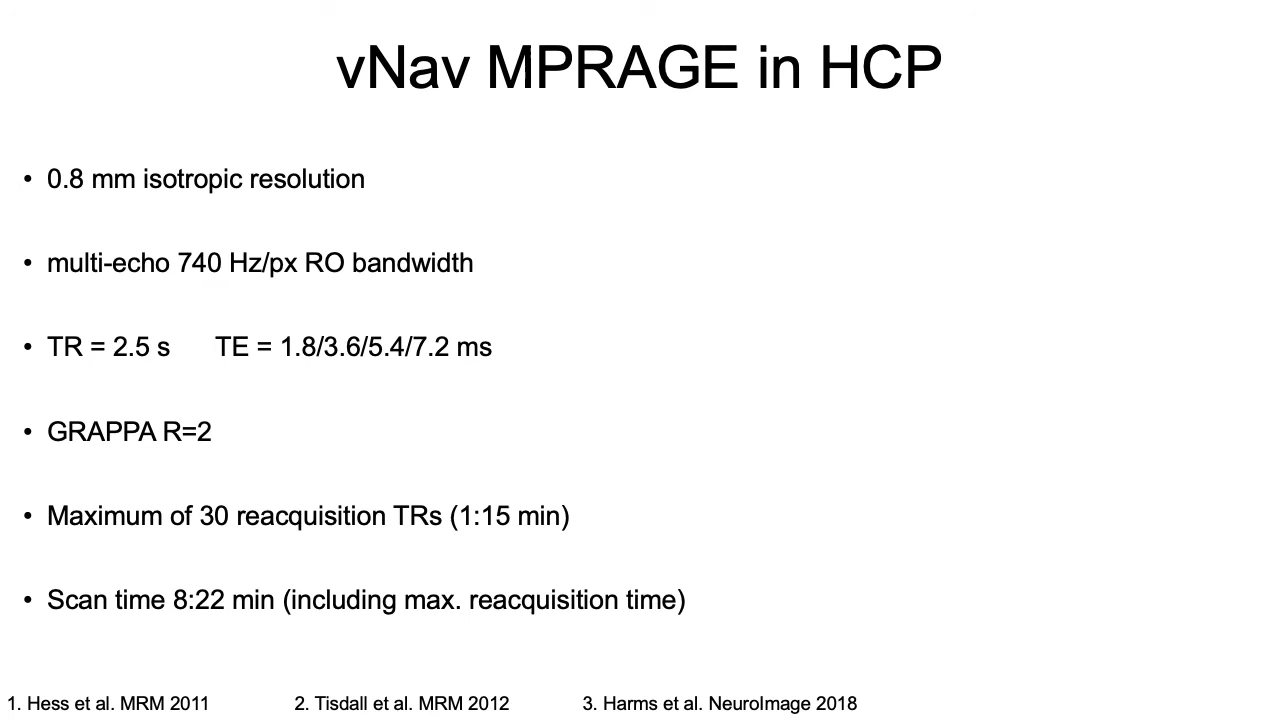 vNav MPRAGE in HCP
• 0.8 mm isotropic resolution
• multi-echo 740 Hz/px RO bandwidth
• TR = 2.5 s TE = 1.8/3.6/5.4/7.2 ms
• GRAPPA R=2
• Maximum of 30 reacquisition TRs (1:15 min)
• Scan time 8:22 min (including max. reacquisition time)
1. Hess et al. MRM 2011 2. Tisdall et al. MRM 2012 3. Harms et al. NeuroImage 2018